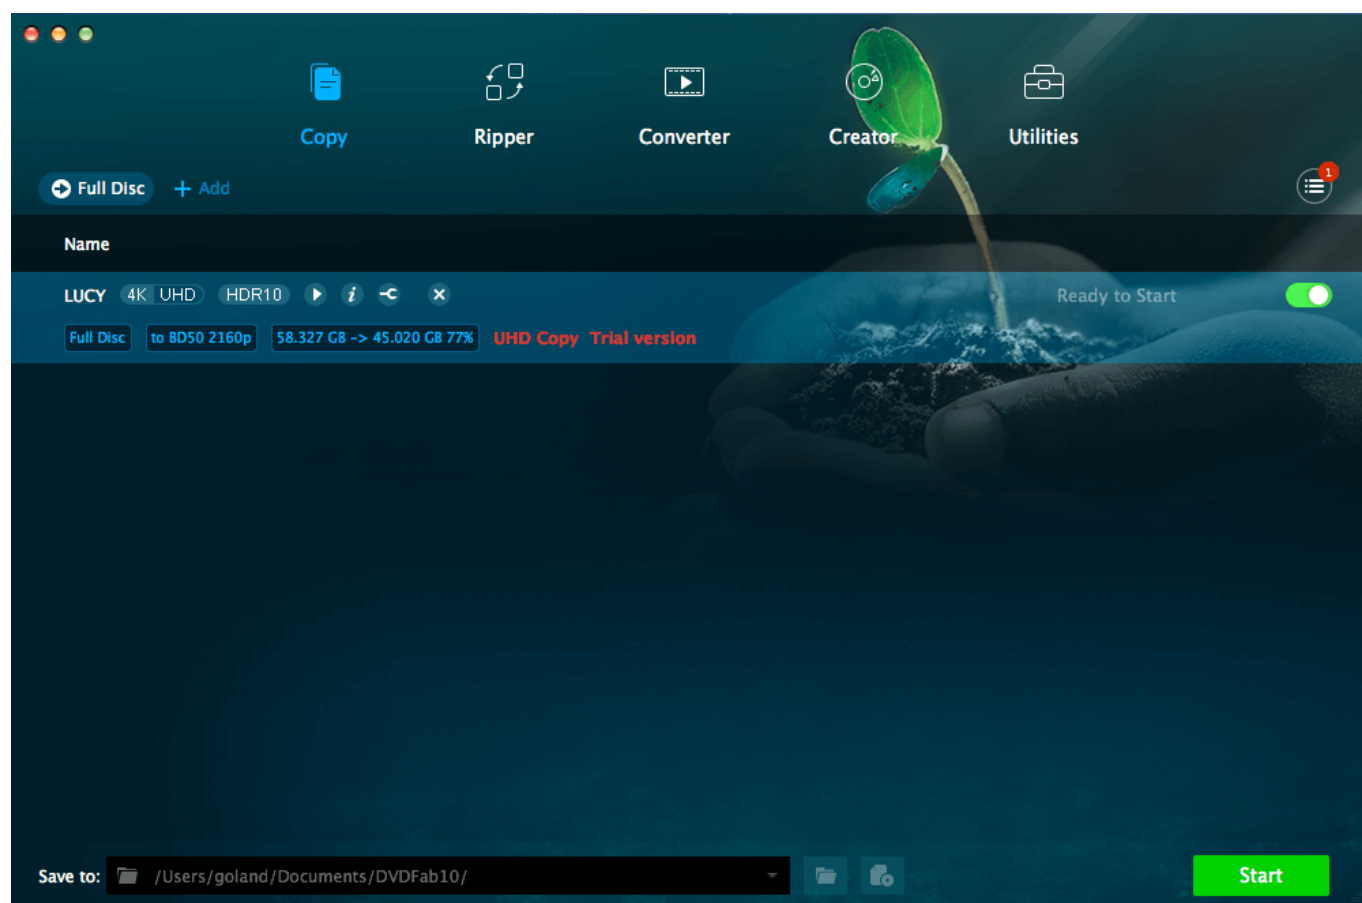 Copy Ripper Converter Creator Utilities
Full Disc + Add
1
Name
LUCY 4K UHD HDR10 i Ready to Start
Full Disc to BD50 2160p 58.327 GB -> 45.020 GB 77% UHD Copy Trial version
Save to: /Users/goland/Documents/DVDFab10/ Start